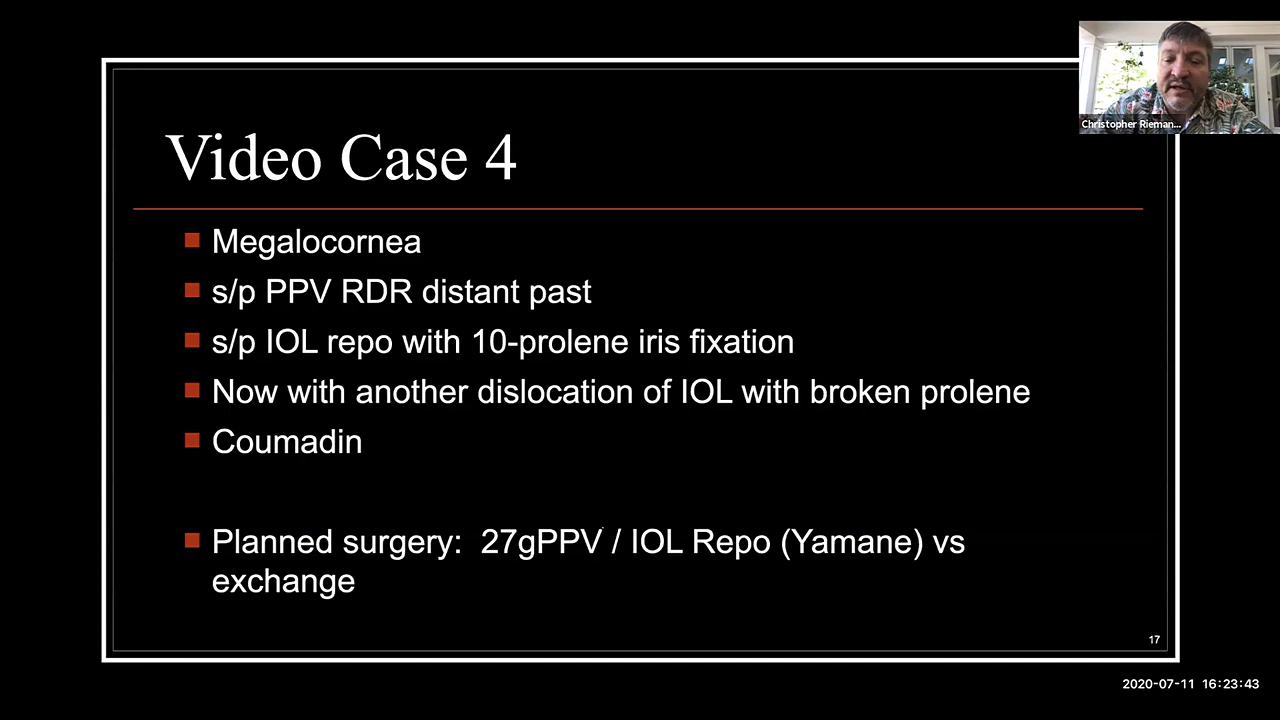 Christopher Rieman...
Video Case 4
Megalocornea
s/p PPV RDR distant past
s/p IOL repo with 10-prolene iris fixation
Now with another dislocation of IOL with broken prolene
Coumadin
Planned surgery: 27gPPV / IOL Repo (Yamane) vs
exchange
17
2020-07-11 16:23:43